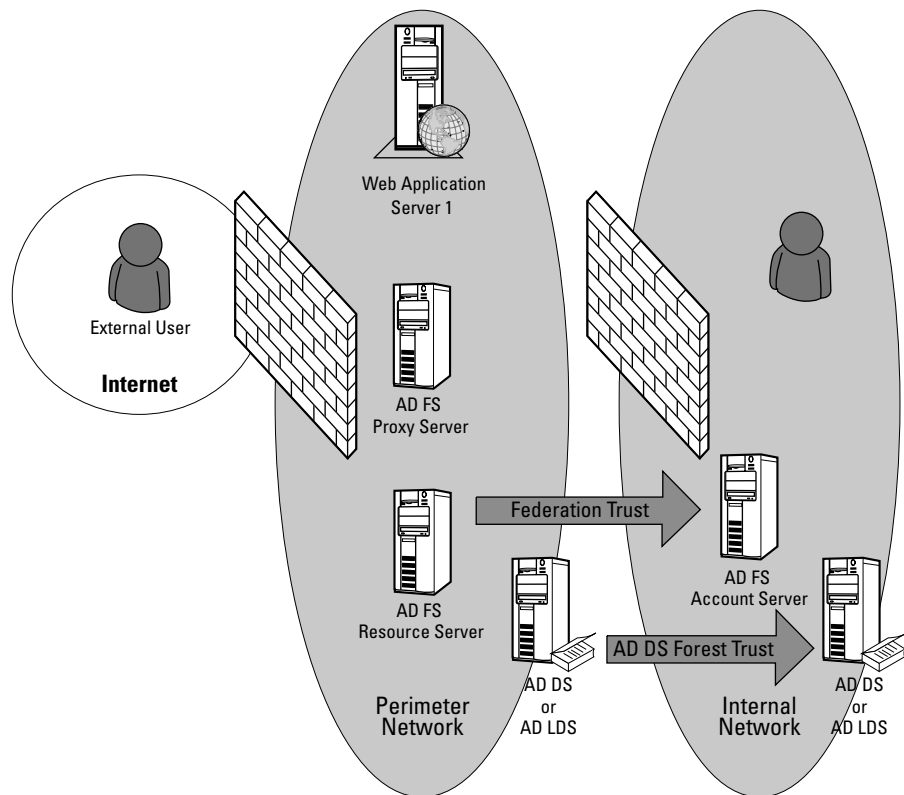 Web Application
Server 1
External User
Internet
AD FS
Proxy Server
Federation Trust
AD FS
Resource Server
AD FS
Account Server
AD DS Forest Trust
AD DS
or
AD LDS
AD DS
or
AD LDS
Perimeter
Network
Internal
Network